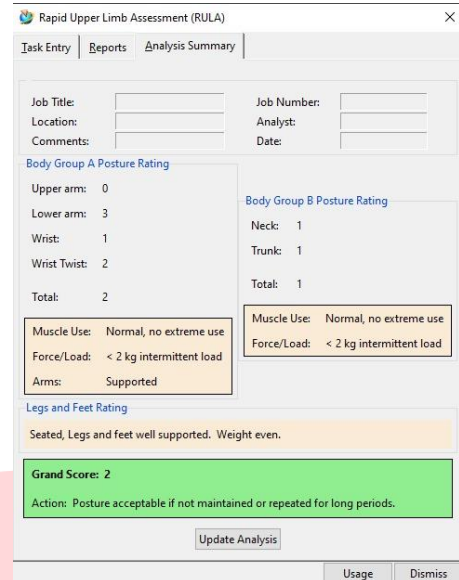 Rapid Upper Limb Assessment (RULA)
Task Entry Reports Analysis Summary
Job Title: Job Number:
Location: Analyst:
Comments: Date:
Body Group A Posture Rating
Upper arm: 0
Lower arm: 3
Wrist: 1
Wrist Twist: 2
Total: 2
Muscle Use: Normal, no extreme use
Force/Load: < 2 kg intermittent load
Arms: Supported
Body Group B Posture Rating
Neck: 1
Trunk: 1
Total: 1
Muscle Use: Normal, no extreme use
Force/Load: < 2 kg intermittent load
Legs and Feet Rating
Seated, Legs and feet well supported. Weight even.
Grand Score: 2
Action: Posture acceptable if not maintained or repeated for long periods.
Update Analysis
Usage Dismiss